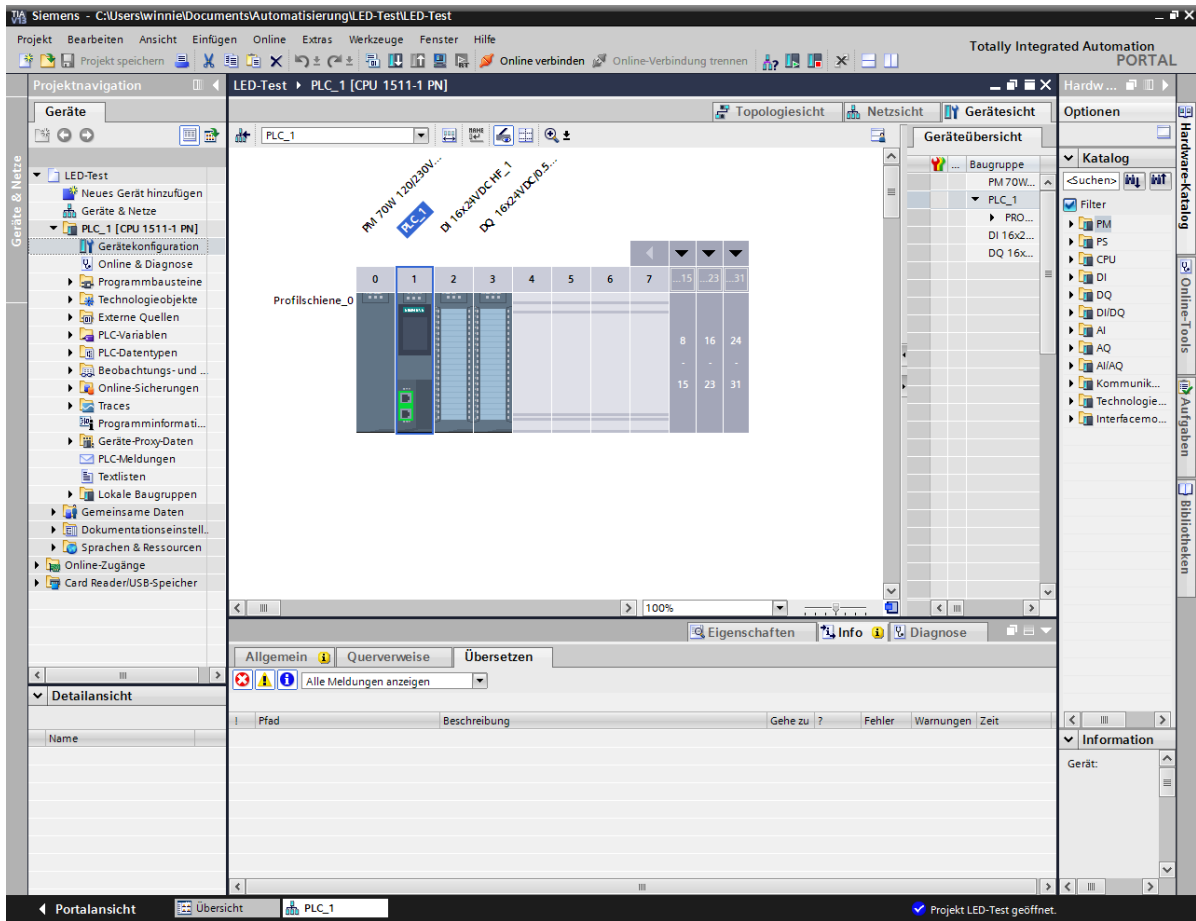 Siemens - C:\Users\winnie\Documents\Automatisierung\LED-Test\LED-Test
Projekt Bearbeiten Ansicht Einfügen Online Extras Werkzeuge Fenster Hilfe
Totally Integrated Automation
PORTAL
Projekt speichern
Online verbinden
Online-Verbindung trennen
Projektnavigation
LED-Test PLC_1 [CPU 1511-1 PN]
Hardw...
Geräte
Topologiesicht
Netzsicht
Gerätesicht
Optionen
Geräte & Netze
LED-Test
Neues Gerät hinzufügen
Geräte & Netze
PLC_1 [CPU 1511-1 PN]
Gerätekonfiguration
Online & Diagnose
Programmbausteine
Technologieobjekte
Externe Quellen
PLC-Variablen
PLC-Datentypen
Beobachtungs- und ...
Online-Sicherungen
Traces
Programminformati...
Geräte-Proxy-Daten
PLC-Meldungen
Textlisten
Lokale Baugruppen
Gemeinsame Daten
Dokumentationseinstell..
Sprachen & Ressourcen
Online-Zugänge
Card Reader/USB-Speicher
Detailansicht
Name
PLC_1
PM 70W 120/230V...
PLC_1
DI 16x24VDC HF_1
DQ 16x24VDC/0.5...
0 1 2 3 4 5 6 7 ...15 ...23 ...31
Profilschiene_0
SIEMENS
8 16 24
- - -
15 23 31
100%
Geräteübersicht
... Baugruppe
PM 70W...
PLC_1
PRO...
DI 16x2...
DQ 16x...
Katalog
<Suchen>
Filter
PM
PS
CPU
DI
DQ
DI/DQ
AI
AQ
AI/AQ
Kommunik...
Technologie...
Interfacemo...
Hardware-Katalog
Online-Tools
Aufgaben
Bibliotheken
Eigenschaften
Info
Diagnose
Allgemein
Querverweise
Übersetzen
Alle Meldungen anzeigen
! Pfad Beschreibung Gehe zu ? Fehler Warnungen Zeit
Information
Gerät:
Portalansicht
Übersicht
PLC_1
Projekt LED-Test geöffnet.